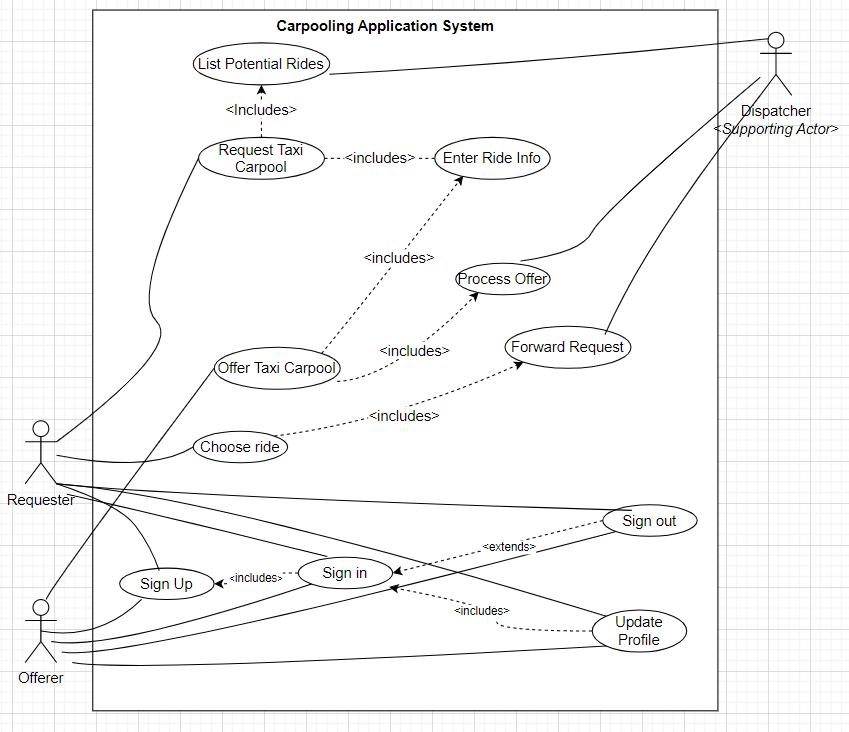 Carpooling Application System
List Potential Rides
Dispatcher
<Supporting Actor>
<Includes>
Request Taxi
Carpool
<includes>
Enter Ride Info
<includes>
Process Offer
<includes>
Forward Request
Offer Taxi Carpool
<includes>
Choose ride
Requester
Sign out
<extends>
Sign in
<includes>
Sign Up
<includes>
Update
Profile
Offerer